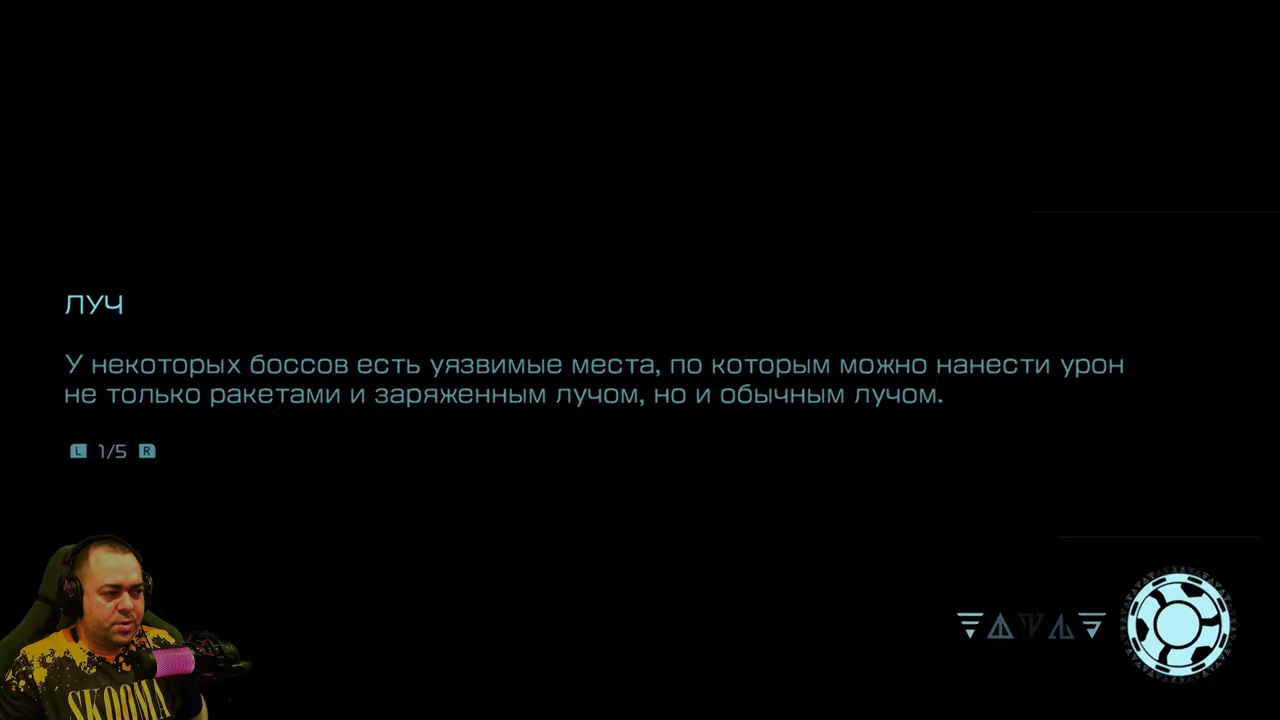 ЛУЧ
У некоторых боссов есть уязвимые места, по которым можно нанести урон
не только ракетами и заряженным лучом, но и обычным лучом.
L 1/5 R
SKOOMA